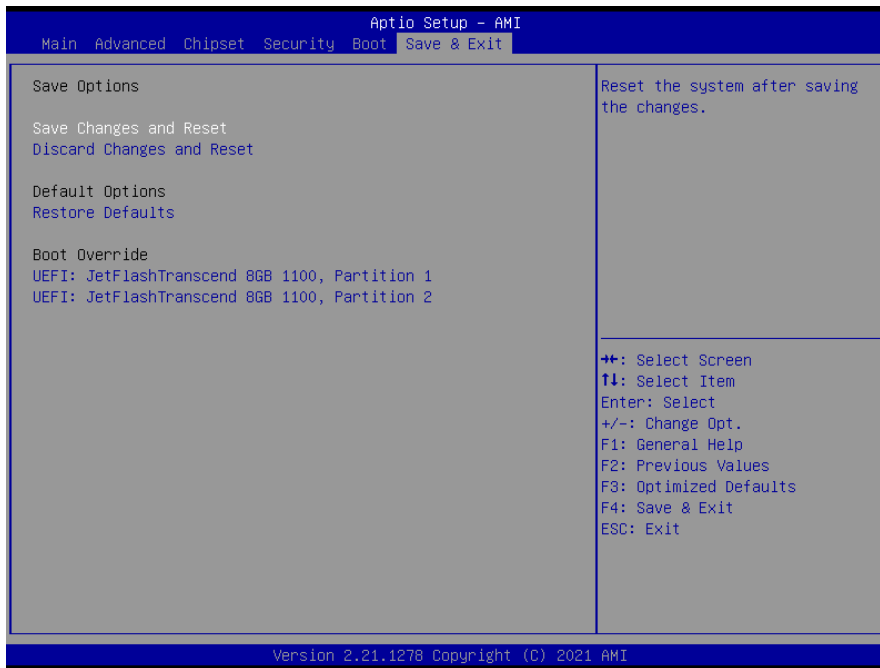 Aptio Setup – AMI
Main Advanced Chipset Security Boot Save & Exit
Save Options
Save Changes and Reset
Discard Changes and Reset
Default Options
Restore Defaults
Boot Override
UEFI: JetFlashTranscend 8GB 1100, Partition 1
UEFI: JetFlashTranscend 8GB 1100, Partition 2
Reset the system after saving
the changes.
→←: Select Screen
↑↓: Select Item
Enter: Select
+/-: Change Opt.
F1: General Help
F2: Previous Values
F3: Optimized Defaults
F4: Save & Exit
ESC: Exit
Version 2.21.1278 Copyright (C) 2021 AMI